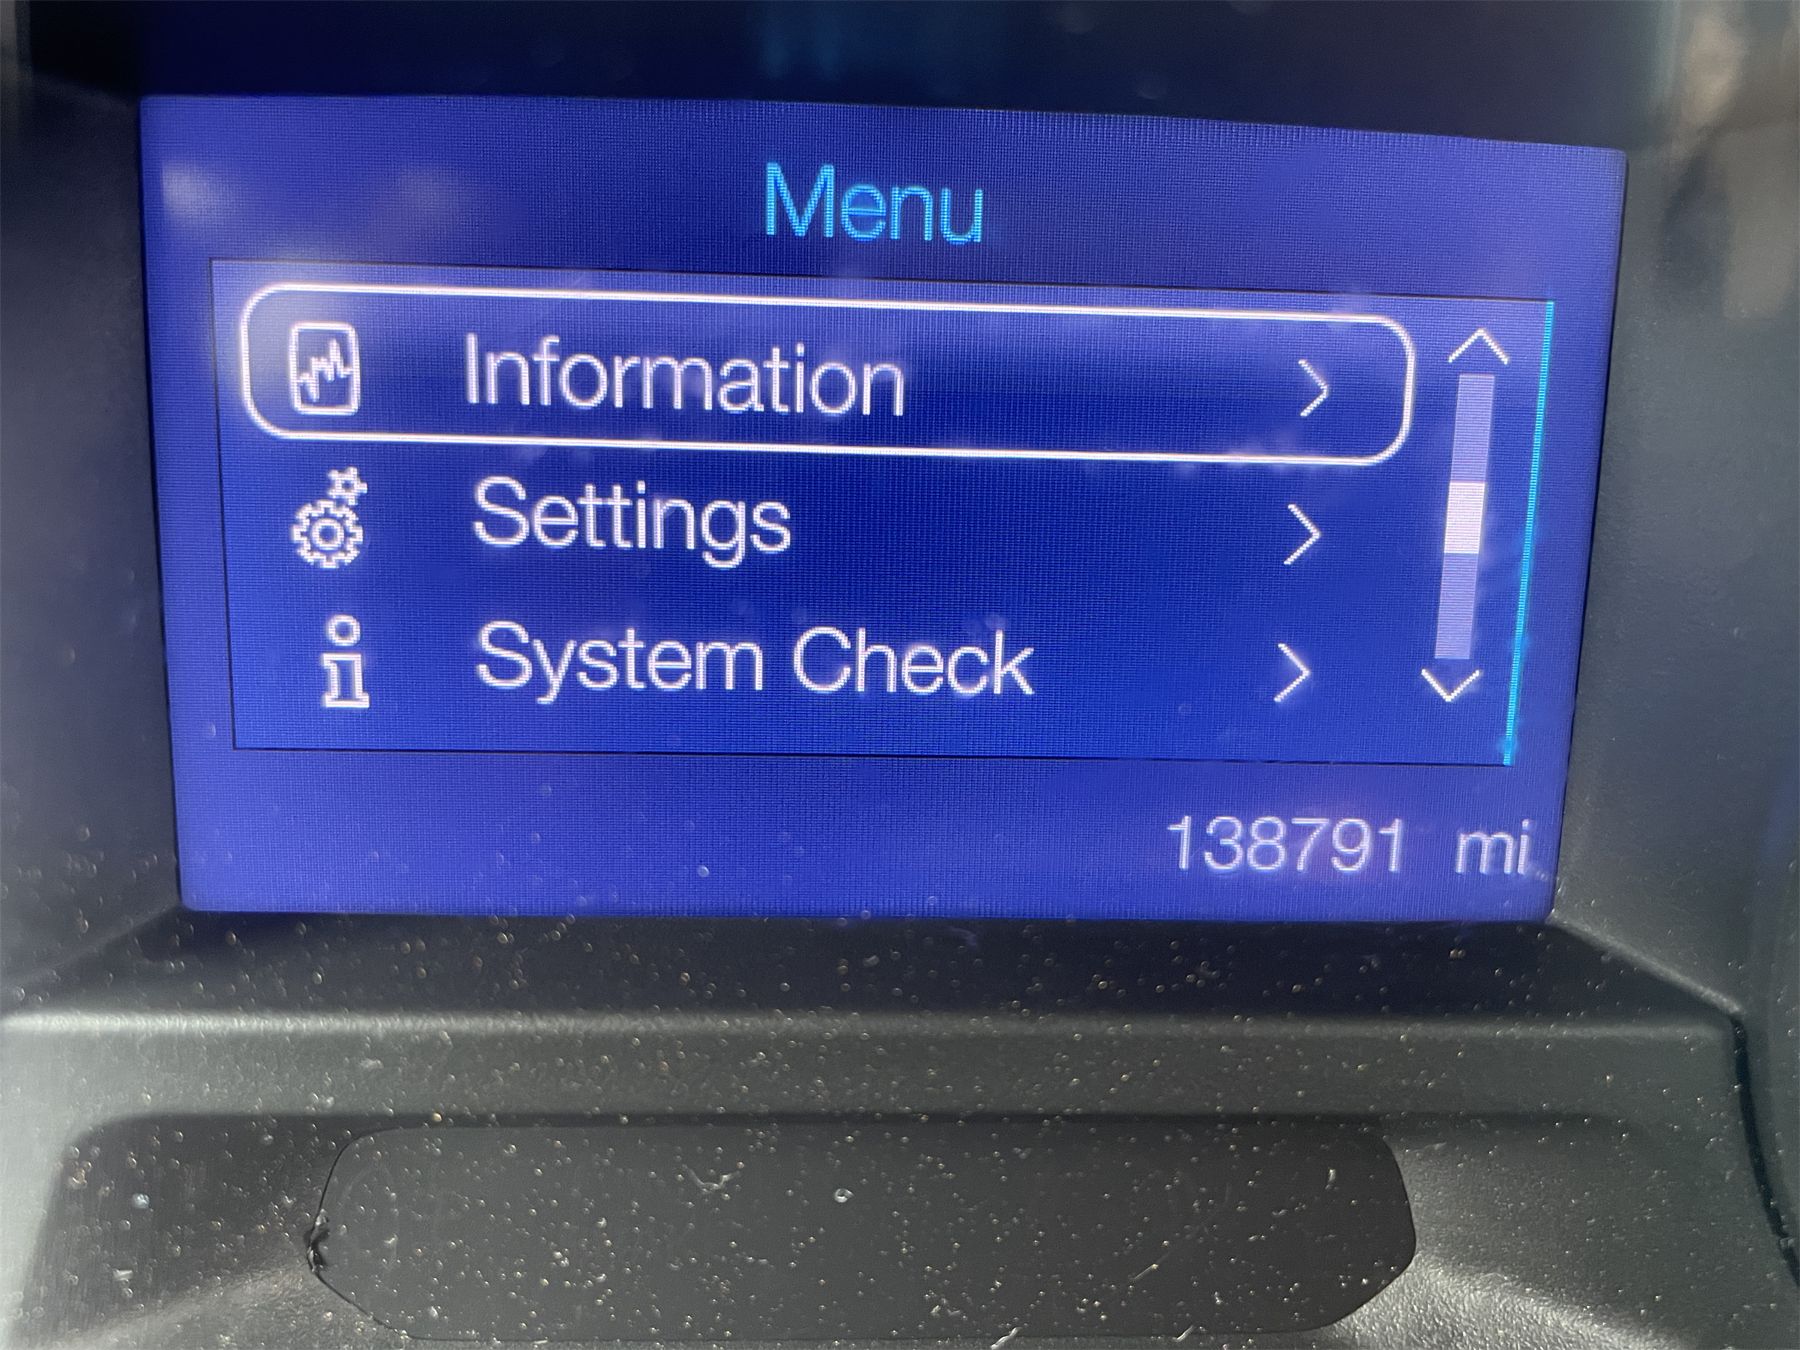 Menu
Information
Settings
System Check
138791 mi